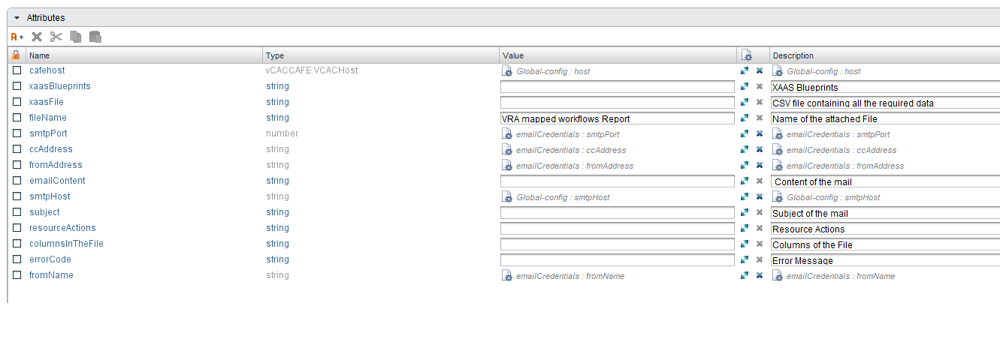 Attributes
A +
Name Type Value Description
cafehost vCACCAFE:VCACHost Global-config : host Global-config : host
xaasBlueprints string XAAS Blueprints
xaasFile string CSV file containing all the required data
fileName string VRA mapped workflows Report Name of the attached File
smtpPort number emailCredentials : smtpPort emailCredentials : smtpPort
ccAddress string emailCredentials : ccAddress emailCredentials : ccAddress
fromAddress string emailCredentials : fromAddress emailCredentials : fromAddress
emailContent string Content of the mail
smtpHost string Global-config : smtpHost Global-config : smtpHost
subject string Subject of the mail
resourceActions string Resource Actions
columnsInTheFile string Columns of the File
errorCode string Error Message
fromName string emailCredentials : fromName emailCredentials : fromName